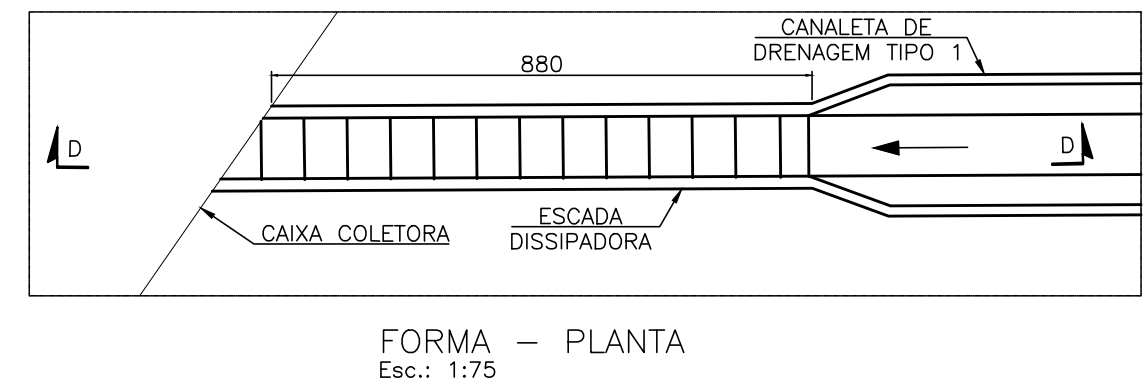 CANALETA DE
DRENAGEM TIPO 1
880
D
D
CAIXA COLETORA
ESCADA
DISSIPADORA
FORMA - PLANTA
Esc.: 1:75